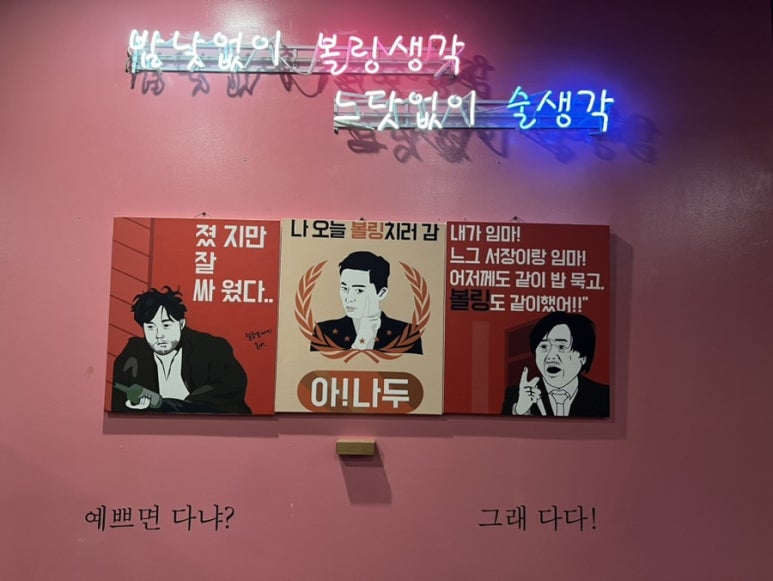 밤낮없이 볼링생각
느닷없이 술생각
졌 지만
잘
싸 웠다..
나 오늘 볼링치러 감
아!나두
내가 임마!
느그 서장이랑 임마!
어저께도 같이 밥 묵고,
볼링도 같이했어!!"
예쁘면 다냐?
그래 다다!